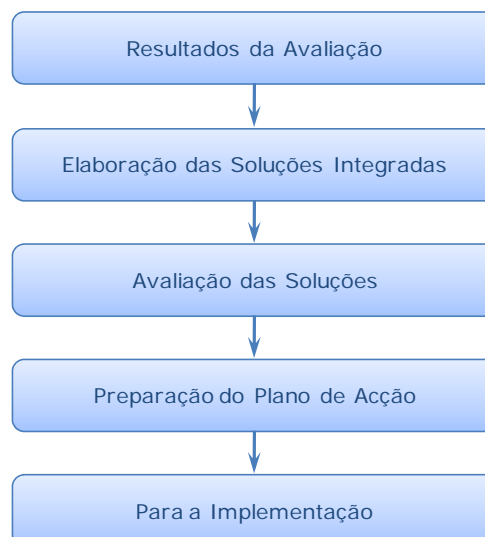 Resultados da Avaliação
Elaboração das Soluções Integradas
Avaliação das Soluções
Preparação do Plano de Acção
Para a Implementação